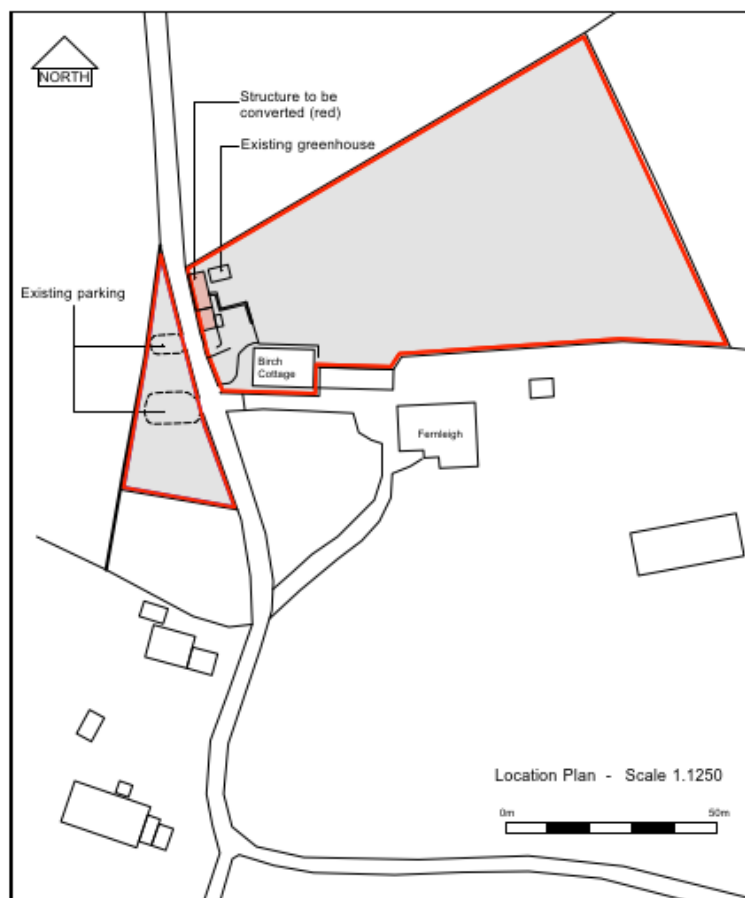 NORTH
Structure to be
converted (red)
Existing greenhouse
Existing parking
Birch
Cottage
Fernleigh
Location Plan - Scale 1.1250
0m
50m